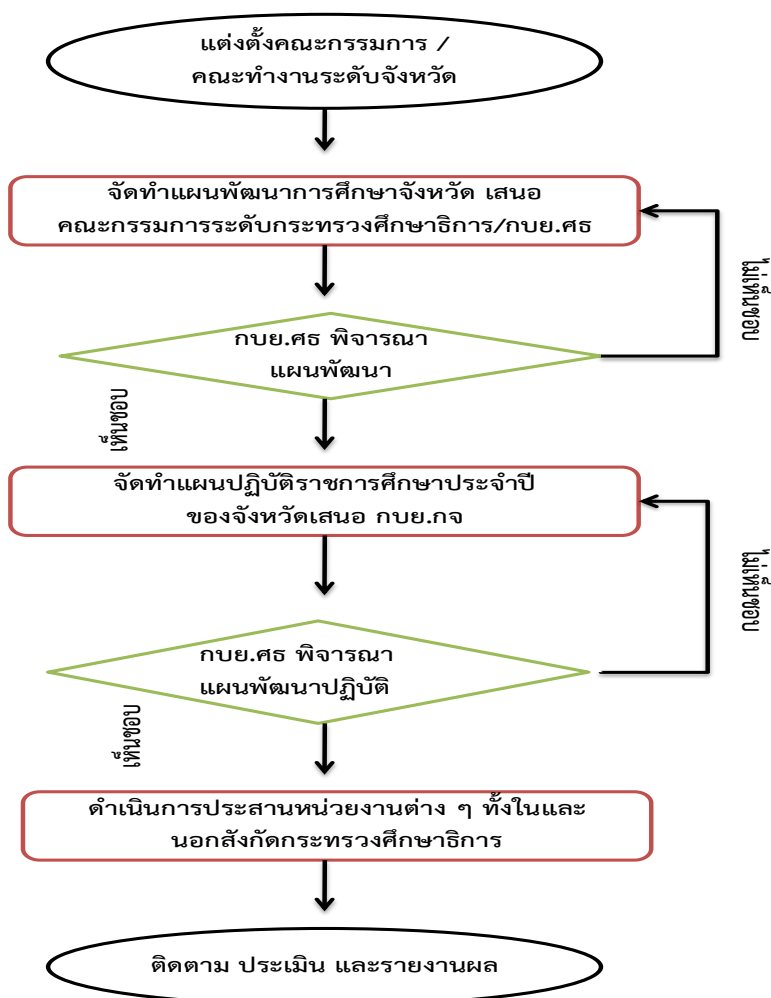 แต่งตั้งคณะกรรมการ /
คณะทำงานระดับจังหวัด
จัดทำแผนพัฒนาการศึกษาจังหวัด เสนอ
คณะกรรมการระดับกระทรวงศึกษาธิการ/กบย.ศธ
ไม่เห็นชอบ
กบย.ศธ พิจารณา
แผนพัฒนา
เห็นชอบ
จัดทำแผนปฏิบัติราชการศึกษาประจำปี
ของจังหวัดเสนอ กบย.กจ
ไม่เห็นชอบ
กบย.ศธ พิจารณา
แผนพัฒนาปฏิบัติ
เห็นชอบ
ดำเนินการประสานหน่วยงานต่าง ๆ ทั้งในและ
นอกสังกัดกระทรวงศึกษาธิการ
ติดตาม ประเมิน และรายงานผล